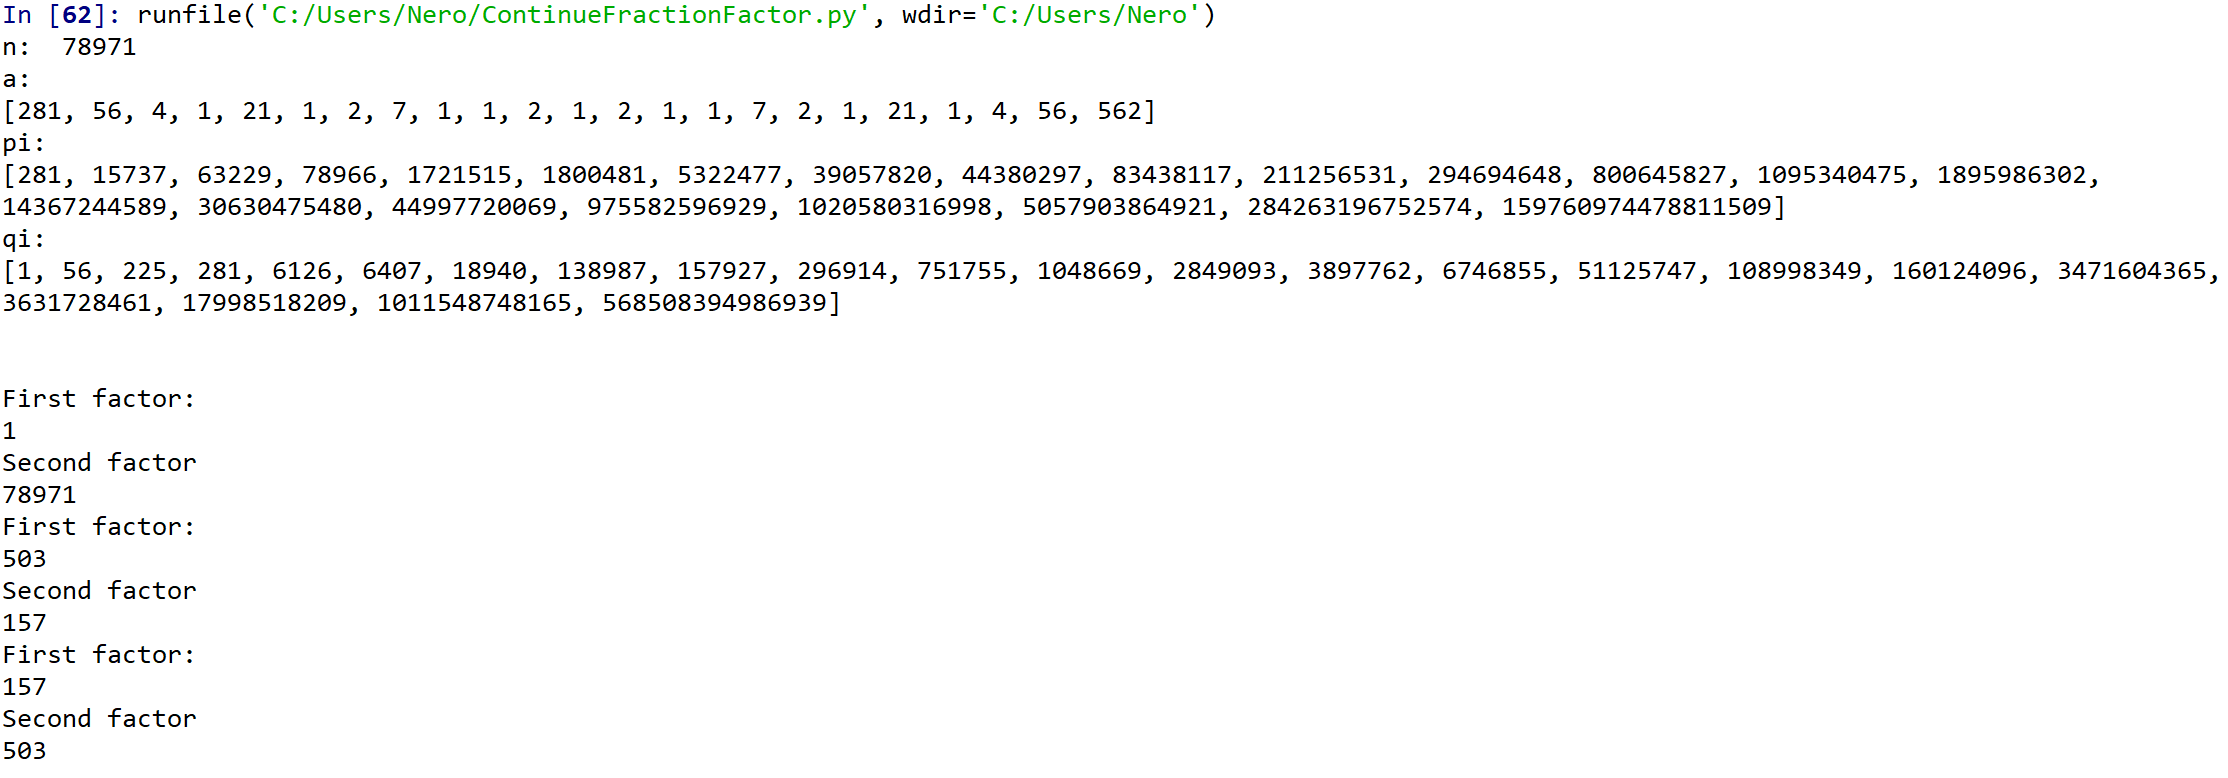 In [62]: runfile('C:/Users/Nero/ContinueFractionFactor.py', wdir='C:/Users/Nero')
n:  78971
a:
[281, 56, 4, 1, 21, 1, 2, 7, 1, 1, 2, 1, 2, 1, 1, 7, 2, 1, 21, 1, 4, 56, 562]
pi:
[281, 15737, 63229, 78966, 1721515, 1800481, 5322477, 39057820, 44380297, 83438117, 211256531, 294694648, 800645827, 1095340475, 1895986302,
14367244589, 30630475480, 44997720069, 975582596929, 1020580316998, 5057903864921, 284263196752574, 159760974478811509]
qi:
[1, 56, 225, 281, 6126, 6407, 18940, 138987, 157927, 296914, 751755, 1048669, 2849093, 3897762, 6746855, 51125747, 108998349, 160124096, 3471604365,
3631728461, 17998518209, 1011548748165, 568508394986939]
First factor:
1
Second factor
78971
First factor:
503
Second factor
157
First factor:
157
Second factor
503